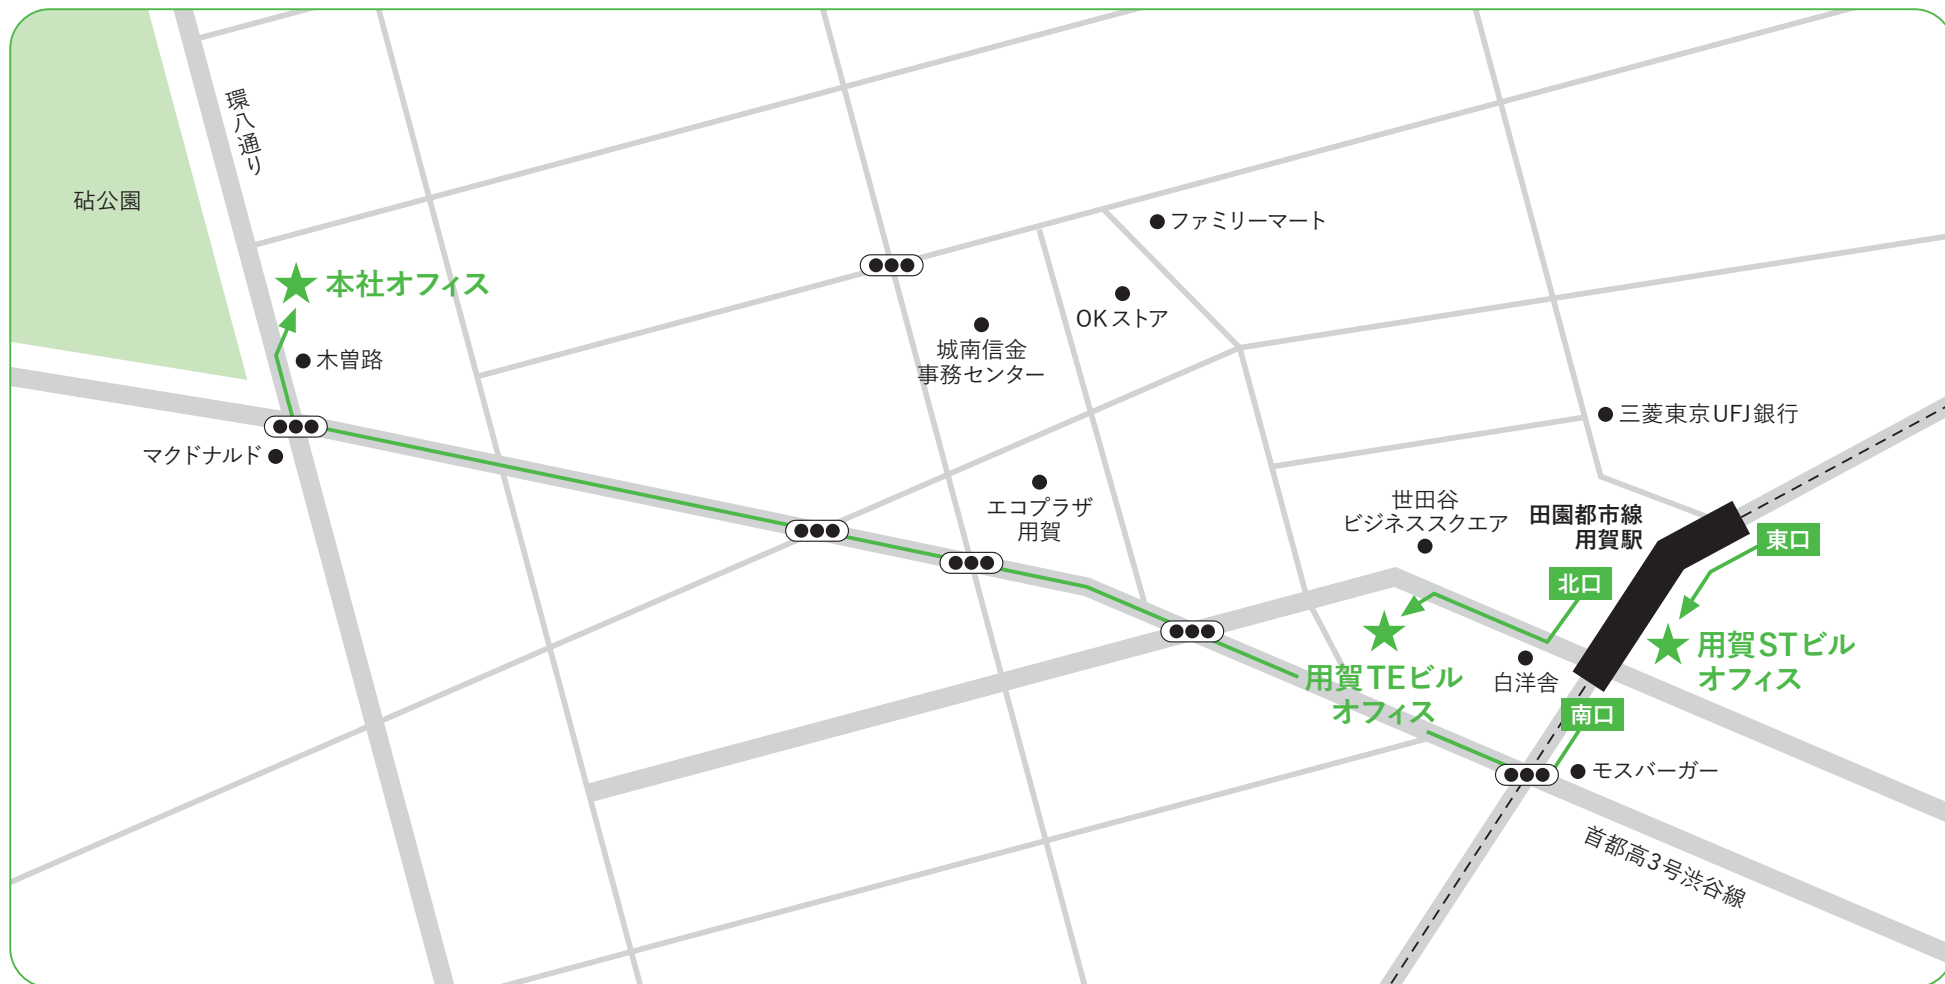 環八通り
砧公園
ファミリーマート
本社オフィス
OKストア
城南信金
事務センター
木曽路
三菱東京UFJ銀行
マクドナルド
エコプラザ
用賀
世田谷
ビジネススクエア
田園都市線
用賀駅
東口
北口
用賀STビル
オフィス
用賀TEビル
オフィス
白洋舎
南口
モスバーガー
首都高3号渋谷線